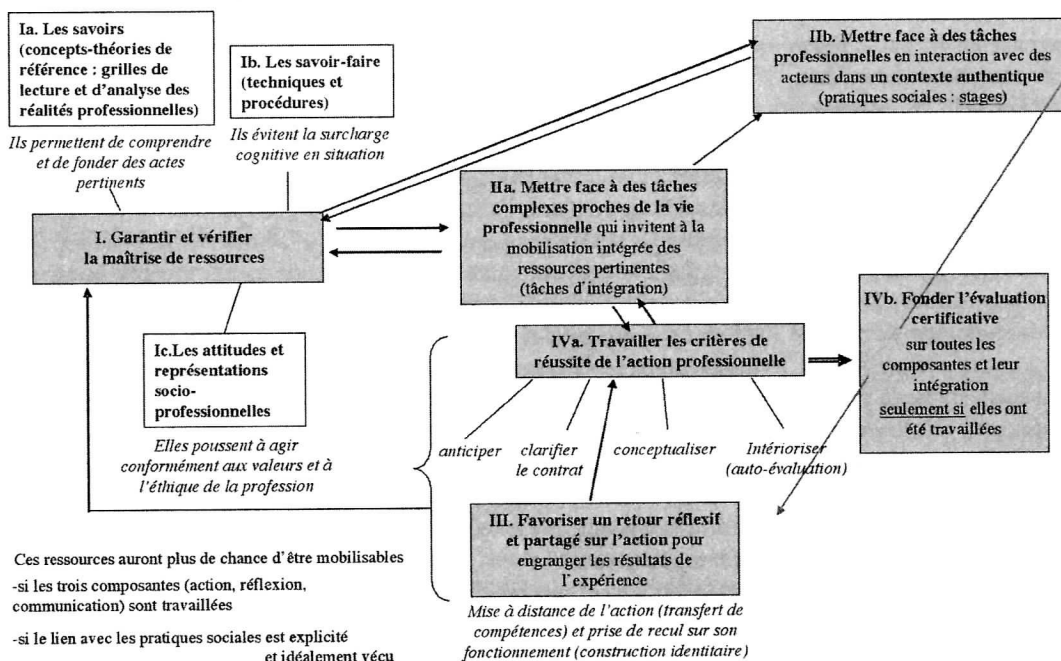 Ia. Les savoirs
(concepts-théories de
référence : grilles de
lecture et d'analyse des
réalités professionnelles)
Ils permettent de comprendre
et de fonder des actes
pertinents
Ib. Les savoir-faire
(techniques et
procédures)
Ils évitent la surcharge
cognitive en situation
IIb. Mettre face à des tâches
professionnelles en interaction avec des
acteurs dans un contexte authentique
(pratiques sociales : stages)
I. Garantir et vérifier
la maîtrise de ressources
IIa. Mettre face à des tâches
complexes proches de la vie
professionnelle qui invitent à la
mobilisation intégrée des
ressources pertinentes
(tâches d'intégration)
Ic.Les attitudes et
représentations
socio-
professionnelles
Elles poussent à agir
conformément aux valeurs et à
l'éthique de la profession
IVa. Travailler les critères de
réussite de l'action professionnelle
IVb. Fonder l'évaluation
certificative
sur toutes les
composantes et leur
intégration
seulement si elles ont
été travaillées
anticiper
clarifier
le contrat
conceptualiser
Intérioriser
(auto-évaluation)
III. Favoriser un retour réflexif
et partagé sur l'action pour
engranger les résultats de
l'expérience
Mise à distance de l'action (transfert de
compétences) et prise de recul sur son
fonctionnement (construction identitaire)
Ces ressources auront plus de chance d'être mobilisables
-si les trois composantes (action, réflexion,
communication) sont travaillées
-si le lien avec les pratiques sociales est explicité
et idéalement vécu